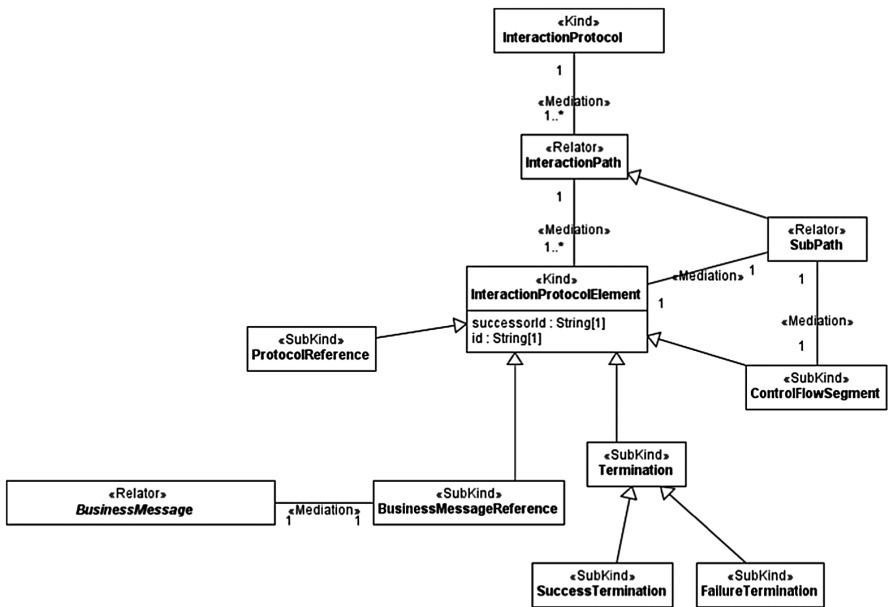 «Kind»
InteractionProtocol
1
«Mediation»
1..*
«Relator»
InteractionPath
1
«Mediation»
1..*
«Relator»
SubPath
«Kind»
InteractionProtocolElement
successorId : String[1]
id : String[1]
«Mediation»
1
1
1
«Mediation»
1
«SubKind»
ProtocolReference
«SubKind»
ControlFlowSegment
«SubKind»
Termination
«Relator»
BusinessMessage
«Mediation»
1
1
«SubKind»
BusinessMessageReference
«SubKind»
SuccessTermination
«SubKind»
FailureTermination